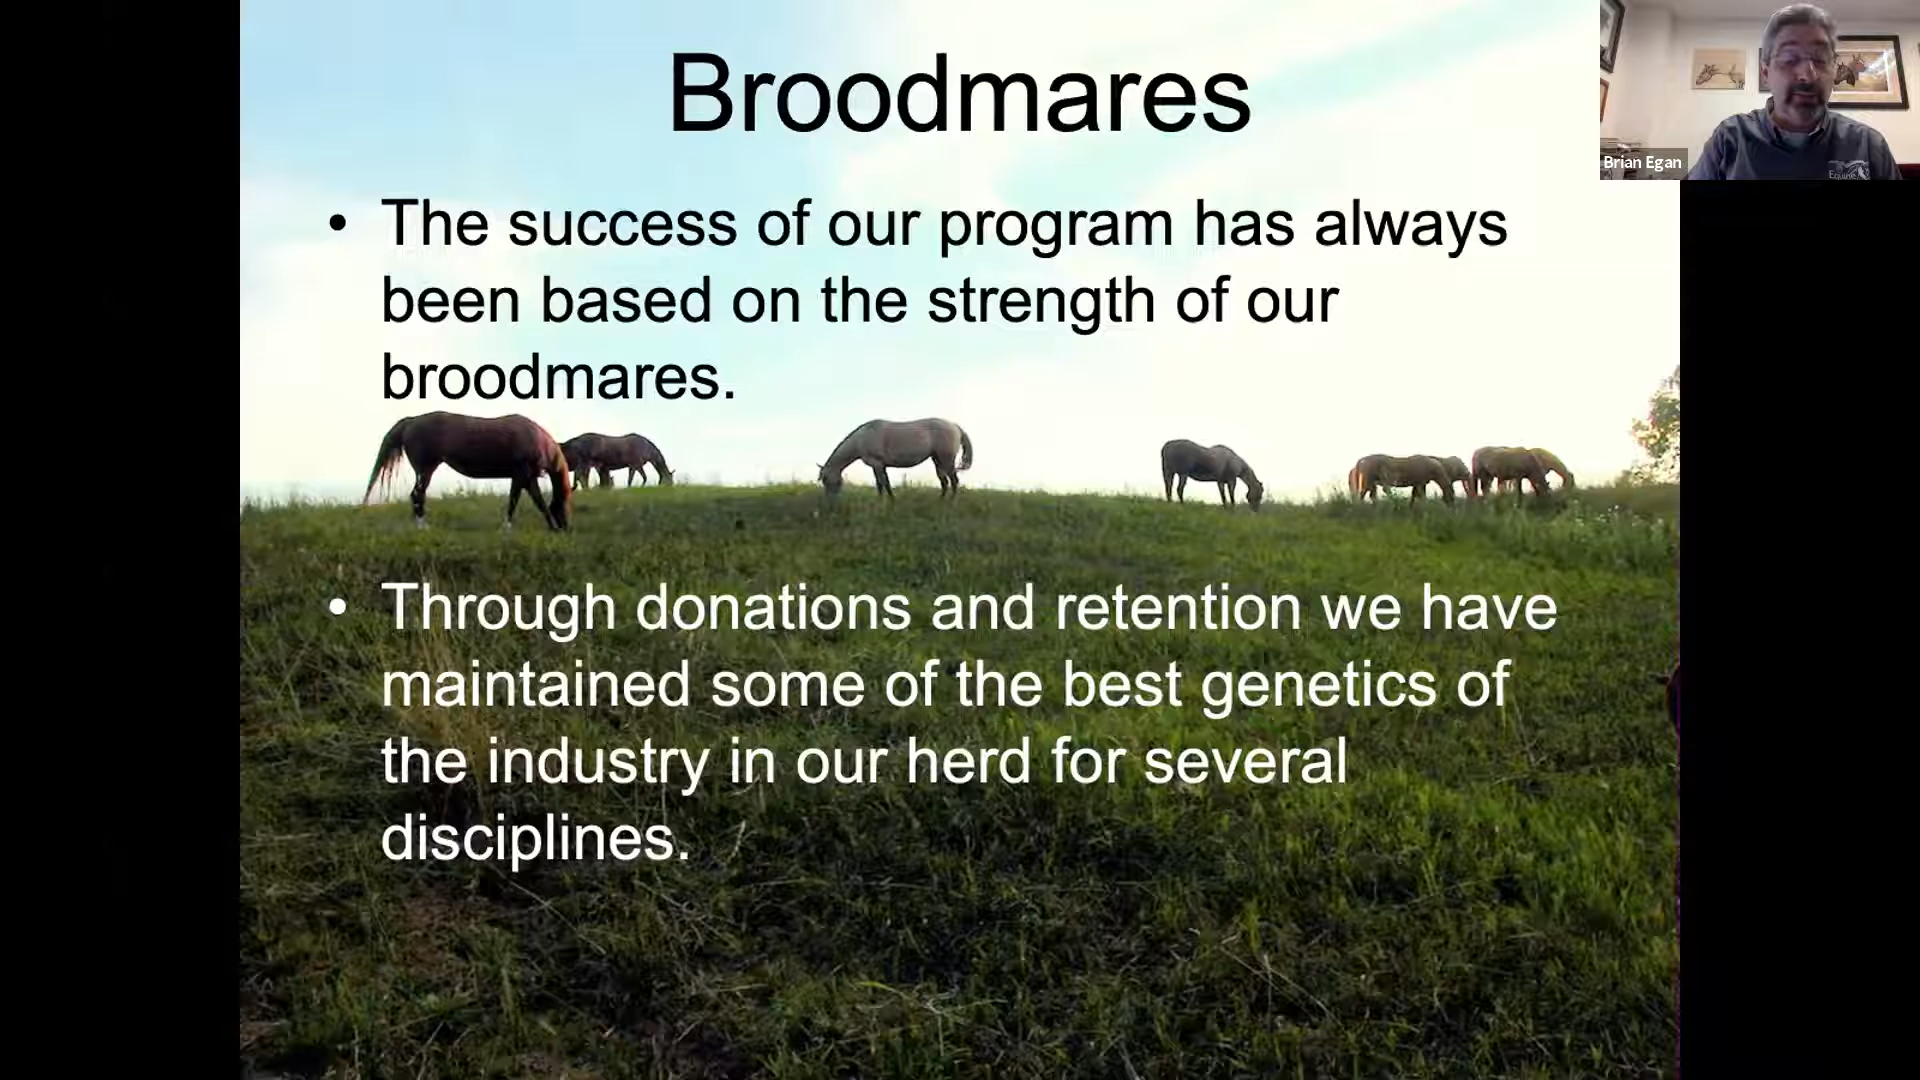 Broodmares
Brian Egan
Equine
• The success of our program has always
been based on the strength of our
broodmares.
• Through donations and retention we have
maintained some of the best genetics of
the industry in our herd for several
disciplines.